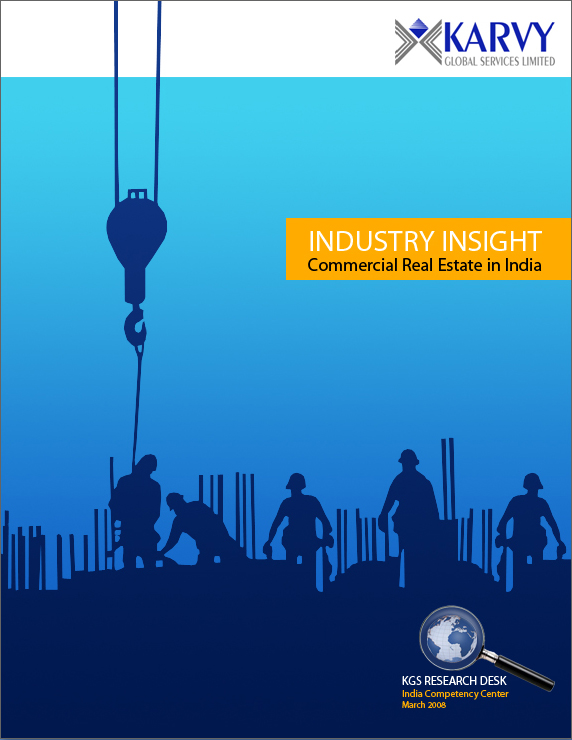 KARVY
GLOBAL SERVICES LIMITED
INDUSTRY INSIGHT
Commercial Real Estate in India
KGS RESEARCH DESK
India Competency Center
March 2008